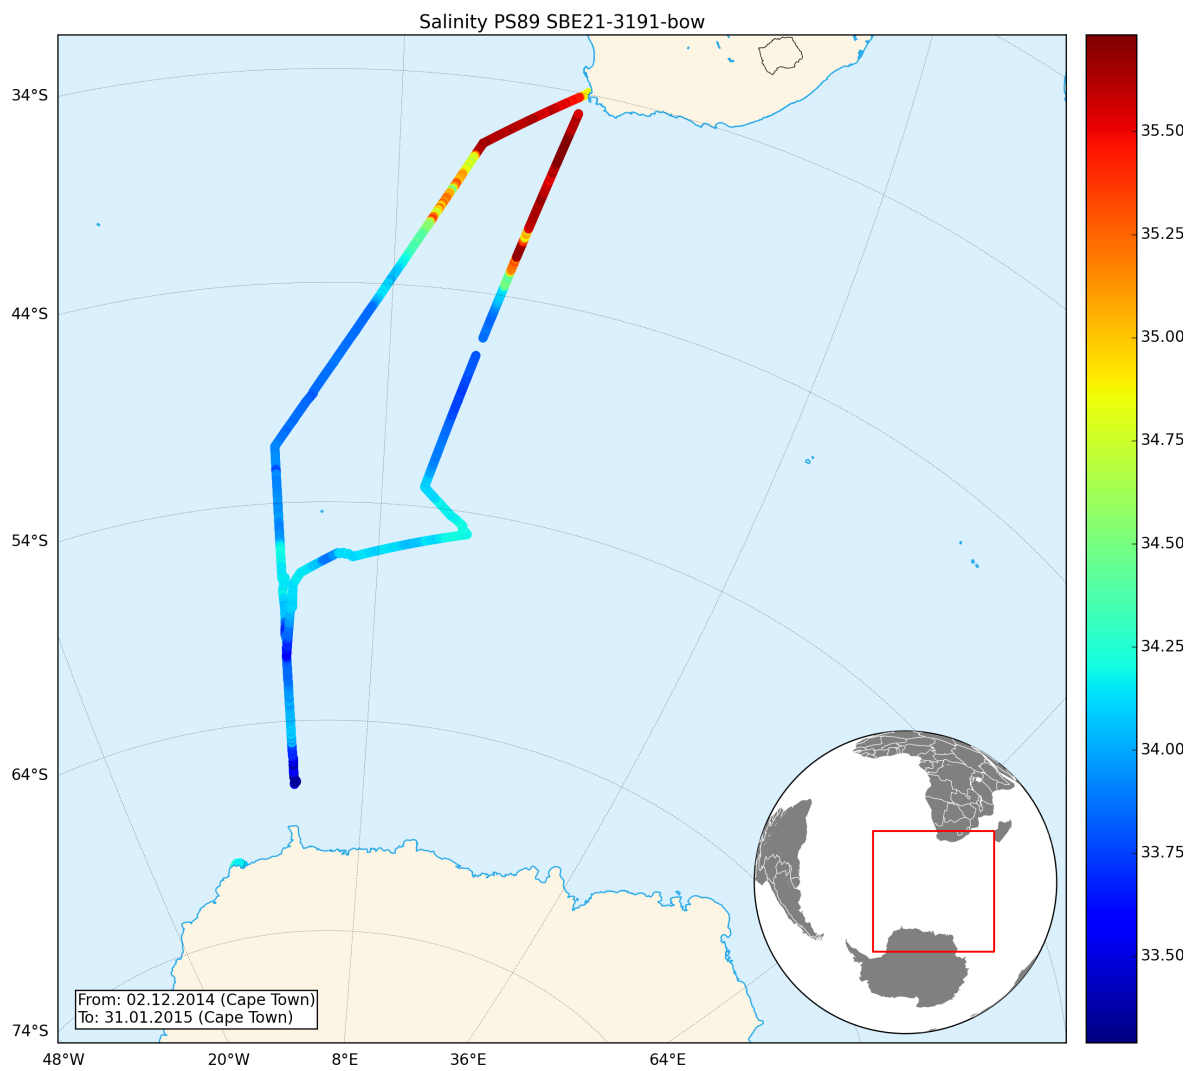 Salinity PS89 SBE21-3191-bow
34°S
44°S
54°S
64°S
74°S
48°W
20°W
8°E
36°E
64°E
35.50
35.25
35.00
34.75
34.50
34.25
34.00
33.75
33.50
From: 02.12.2014 (Cape Town)
To: 31.01.2015 (Cape Town)